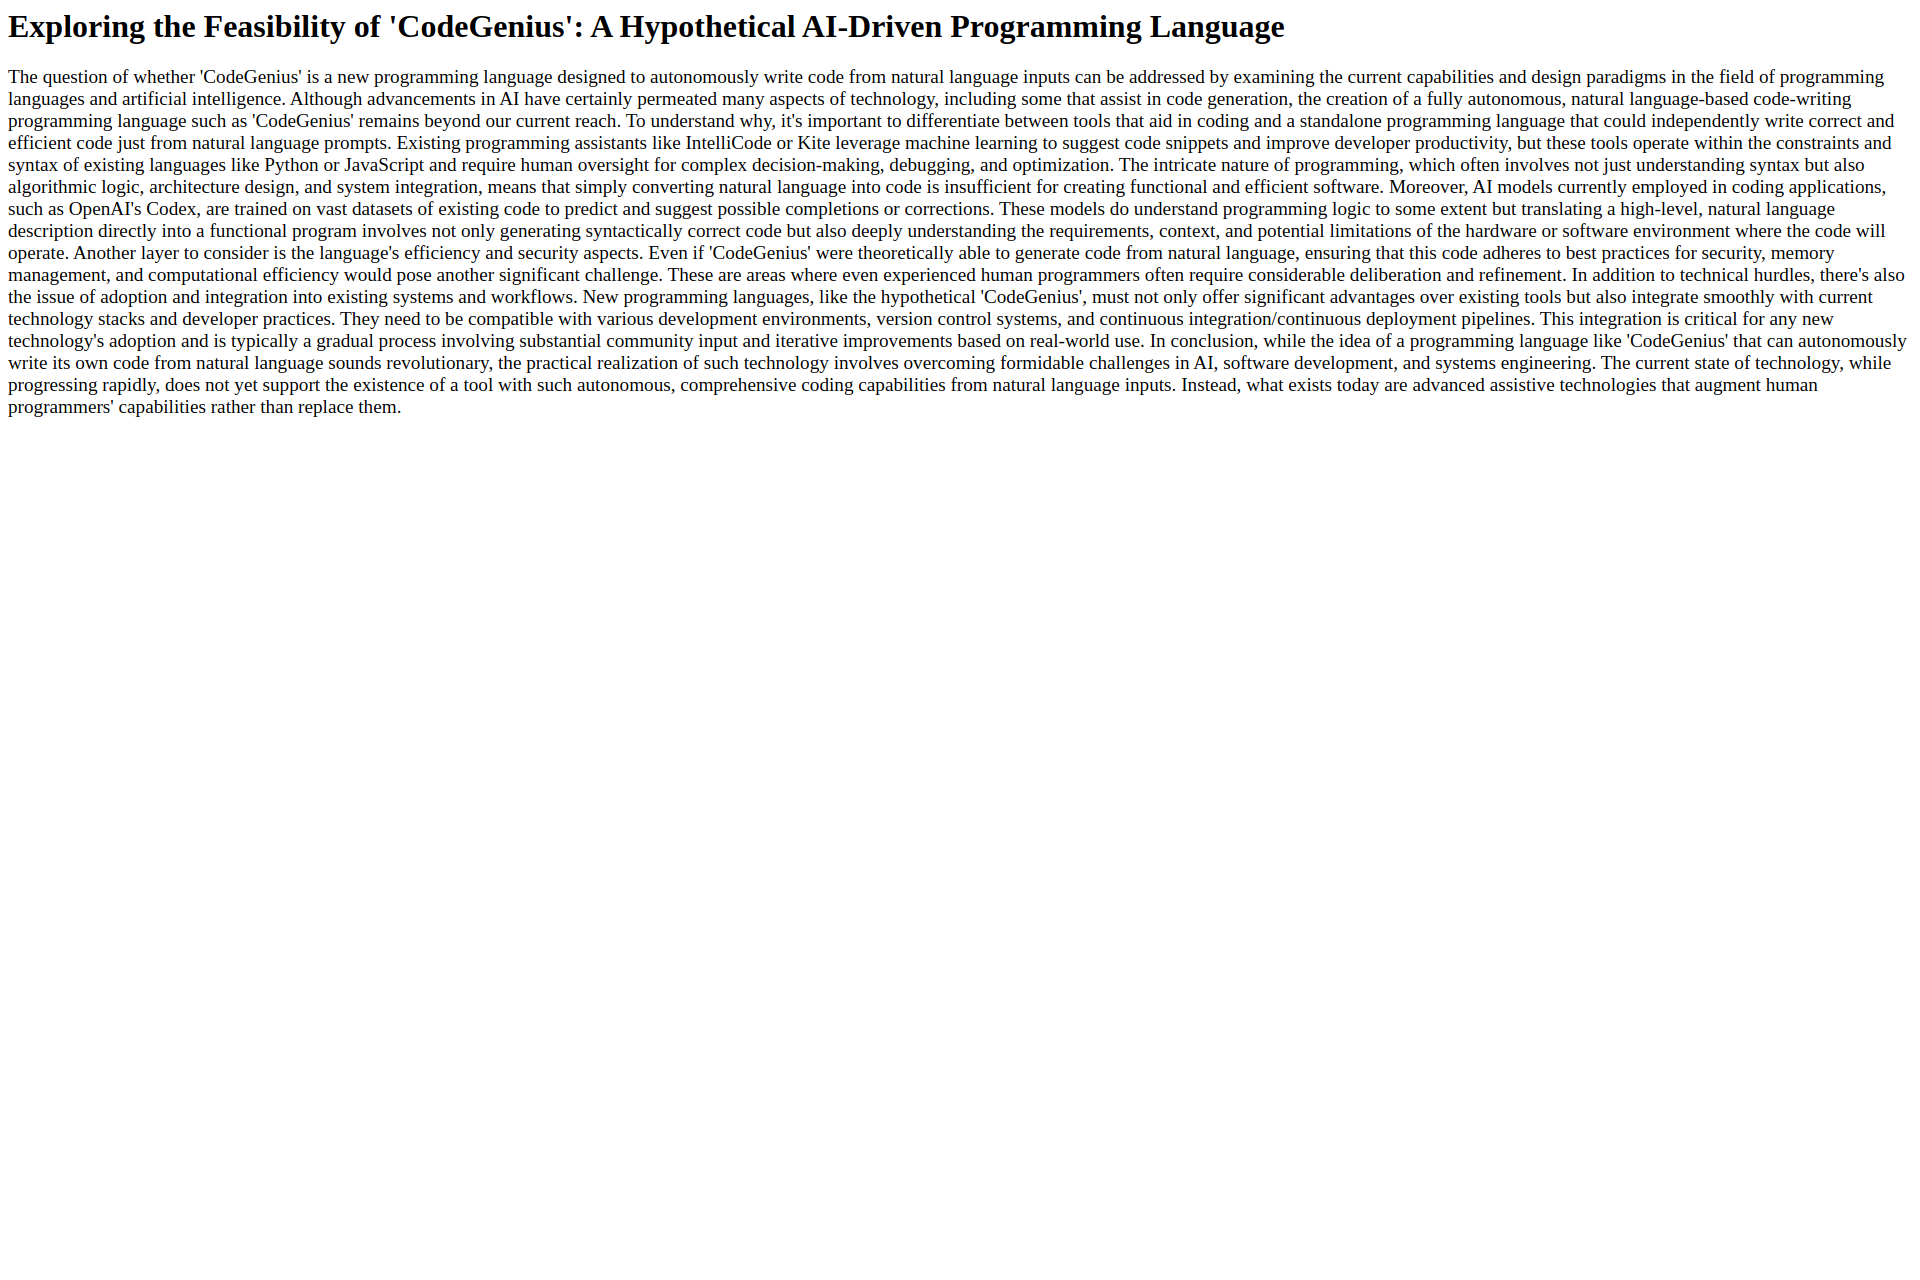 Exploring the Feasibility of 'CodeGenius': A Hypothetical AI-Driven Programming Language
The question of whether 'CodeGenius' is a new programming language designed to autonomously write code from natural language inputs can be addressed by examining the current capabilities and design paradigms in the field of programming
languages and artificial intelligence. Although advancements in AI have certainly permeated many aspects of technology, including some that assist in code generation, the creation of a fully autonomous, natural language-based code-writing
programming language such as 'CodeGenius' remains beyond our current reach. To understand why, it's important to differentiate between tools that aid in coding and a standalone programming language that could independently write correct and
efficient code just from natural language prompts. Existing programming assistants like IntelliCode or Kite leverage machine learning to suggest code snippets and improve developer productivity, but these tools operate within the constraints and
syntax of existing languages like Python or JavaScript and require human oversight for complex decision-making, debugging, and optimization. The intricate nature of programming, which often involves not just understanding syntax but also
algorithmic logic, architecture design, and system integration, means that simply converting natural language into code is insufficient for creating functional and efficient software. Moreover, AI models currently employed in coding applications,
such as OpenAI's Codex, are trained on vast datasets of existing code to predict and suggest possible completions or corrections. These models do understand programming logic to some extent but translating a high-level, natural language
description directly into a functional program involves not only generating syntactically correct code but also deeply understanding the requirements, context, and potential limitations of the hardware or software environment where the code will
operate. Another layer to consider is the language's efficiency and security aspects. Even if 'CodeGenius' were theoretically able to generate code from natural language, ensuring that this code adheres to best practices for security, memory
management, and computational efficiency would pose another significant challenge. These are areas where even experienced human programmers often require considerable deliberation and refinement. In addition to technical hurdles, there's also
the issue of adoption and integration into existing systems and workflows. New programming languages, like the hypothetical 'CodeGenius', must not only offer significant advantages over existing tools but also integrate smoothly with current
technology stacks and developer practices. They need to be compatible with various development environments, version control systems, and continuous integration/continuous deployment pipelines. This integration is critical for any new
technology's adoption and is typically a gradual process involving substantial community input and iterative improvements based on real-world use. In conclusion, while the idea of a programming language like 'CodeGenius' that can autonomously
write its own code from natural language sounds revolutionary, the practical realization of such technology involves overcoming formidable challenges in AI, software development, and systems engineering. The current state of technology, while
progressing rapidly, does not yet support the existence of a tool with such autonomous, comprehensive coding capabilities from natural language inputs. Instead, what exists today are advanced assistive technologies that augment human
programmers' capabilities rather than replace them.